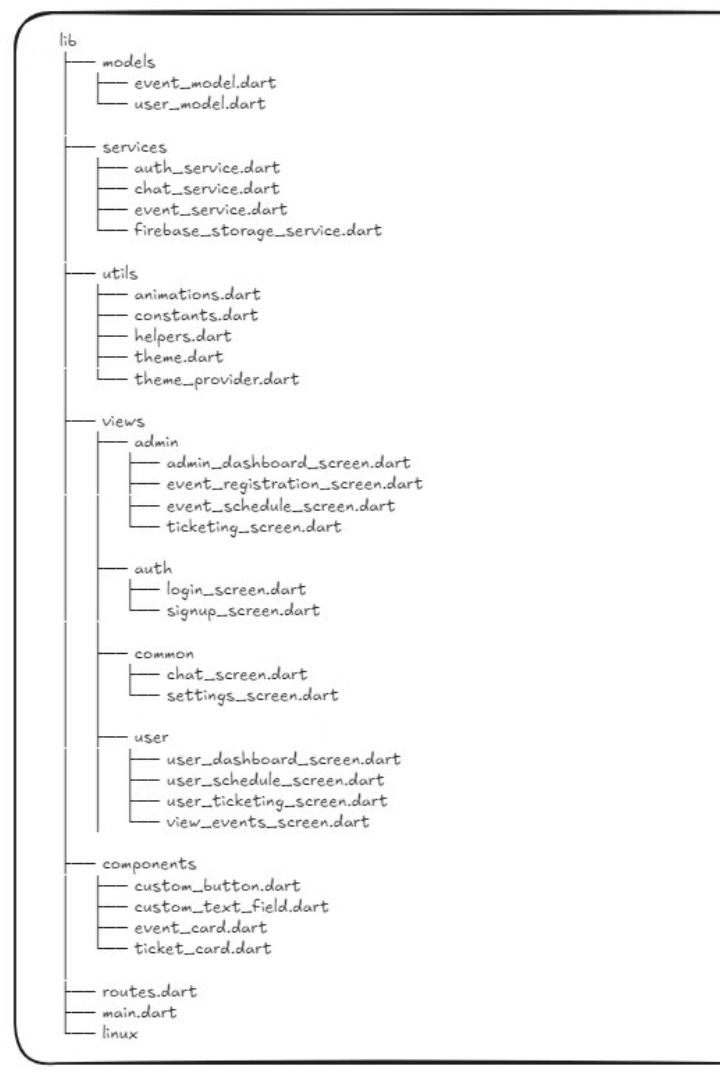 lib
models
event_model.dart
user_model.dart
services
auth_service.dart
chat_service.dart
event_service.dart
firebase_storage_service.dart
utils
animations.dart
constants.dart
helpers.dart
theme.dart
theme_provider.dart
views
admin
admin_dashboard_screen.dart
event_registration_screen.dart
event_schedule_screen.dart
ticketing_screen.dart
auth
login_screen.dart
signup_screen.dart
common
chat_screen.dart
settings_screen.dart
user
user_dashboard_screen.dart
user_schedule_screen.dart
user_ticketing_screen.dart
view_events_screen.dart
components
custom_button.dart
custom_text_field.dart
event_card.dart
ticket_card.dart
routes.dart
main.dart
linux